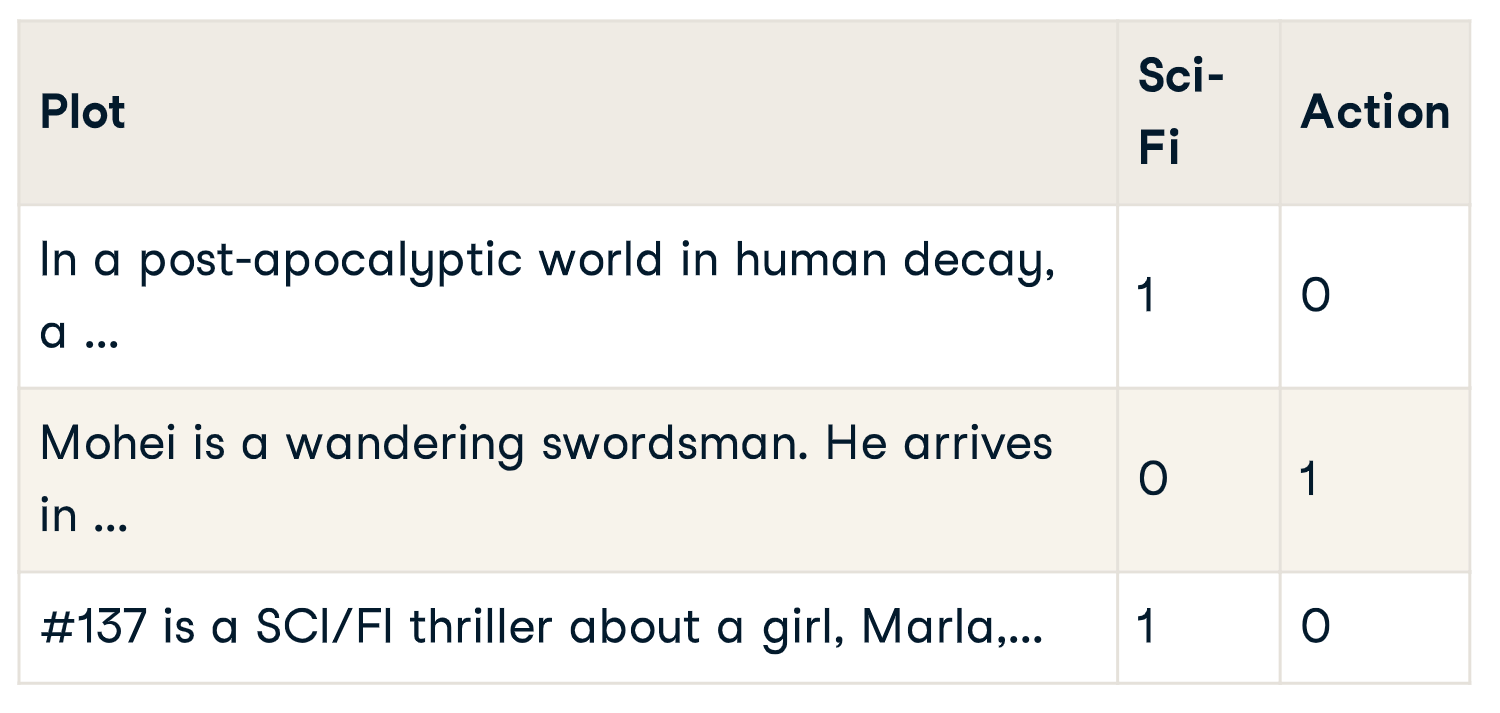 Plot
Sci-
Fi
Action
In a post-apocalyptic world in human decay,
a ...
1
0
Mohei is a wandering swordsman. He arrives
in ...
0
1
#137 is a SCI/FI thriller about a girl, Marla,...
1
0